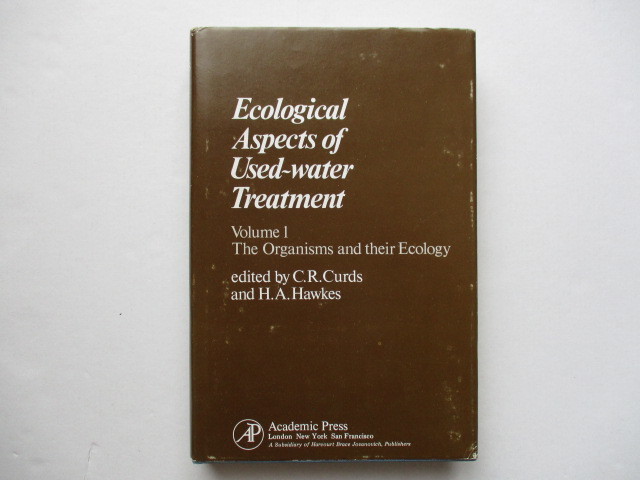 Ecological
Aspects of
Used-water
Treatment
Volume 1
The Organisms and their Ecology
edited by C.R.Curds
and H.A.Hawkes
AP
Academic Press
London New York San Francisco
A Subsidiary of Harcourt Brace Jovanovich, Publishers